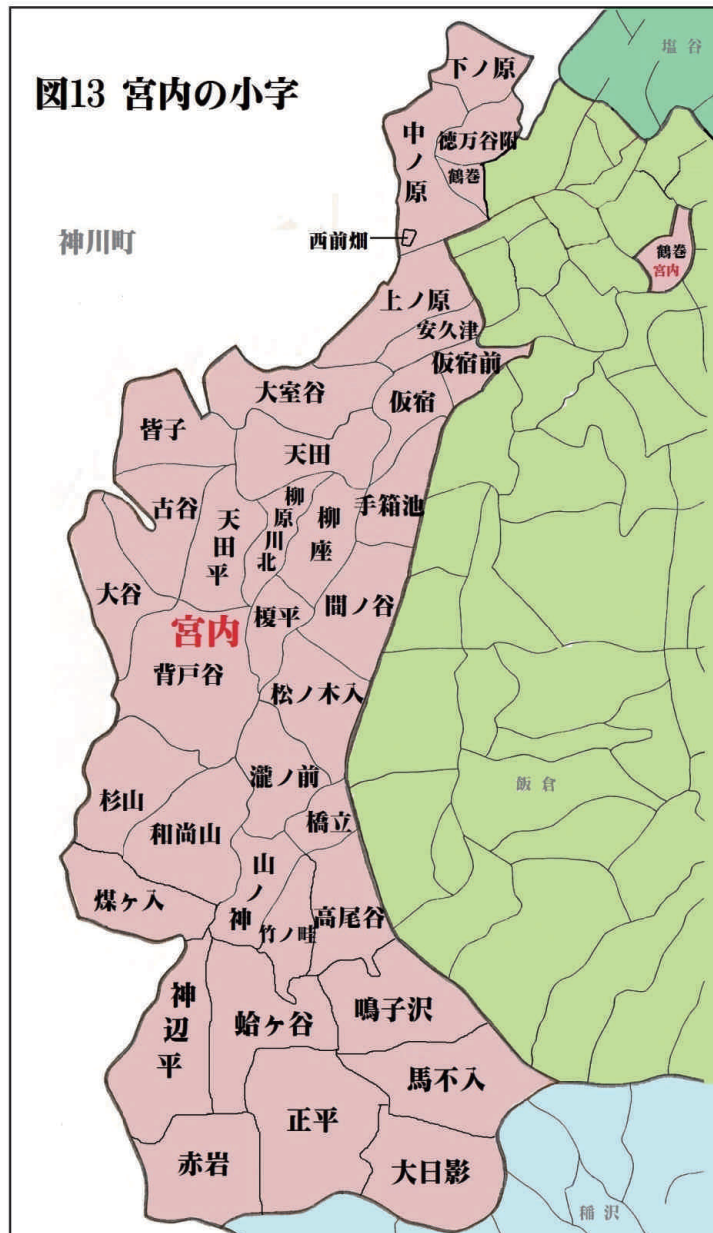 図13 宮内の小字
塩谷
下ノ原
中ノ原
徳万谷附
鶴巻
西前畑
神川町
鶴巻
宮内
上ノ原
安久津
仮宿前
仮宿
大室谷
皆子
天田
古谷
天田平
柳原川北
柳座
手箱池
大谷
榎平
間ノ谷
宮内
背戸谷
松ノ木入
瀧ノ前
飯倉
杉山
和尚山
橋立
山ノ神
煤ヶ入
竹ノ畦
高尾谷
神辺平
蛤ヶ谷
鳴子沢
馬不入
正平
赤岩
大日影
稲沢